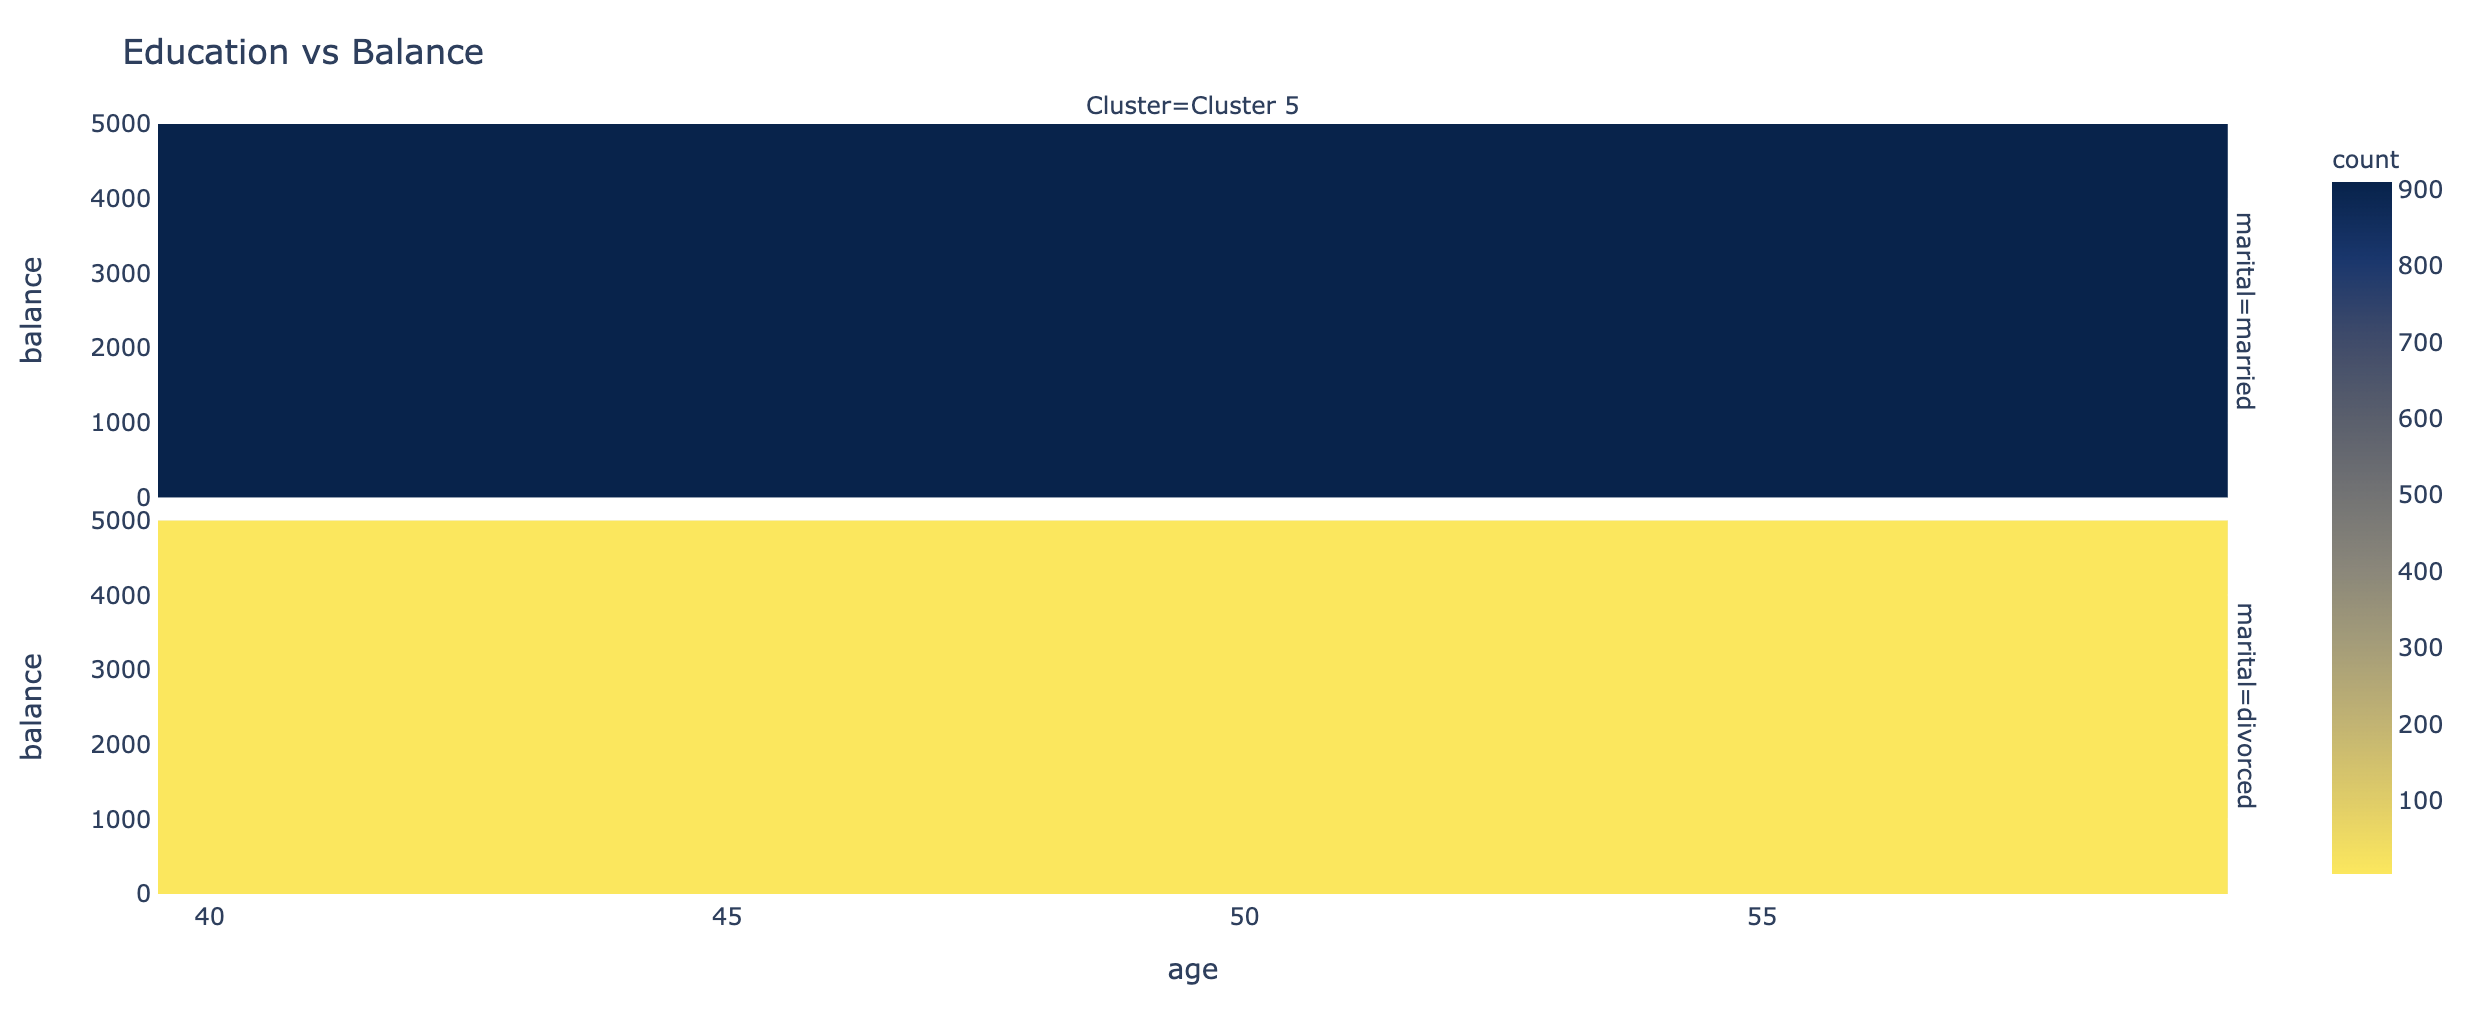 Education vs Balance
Cluster=Cluster 5
5000
4000
3000
2000
1000
0
balance
marital=married
5000
4000
3000
2000
1000
0
balance
marital=divorced
40 45 50 55
age
count
900
800
700
600
500
400
300
200
100